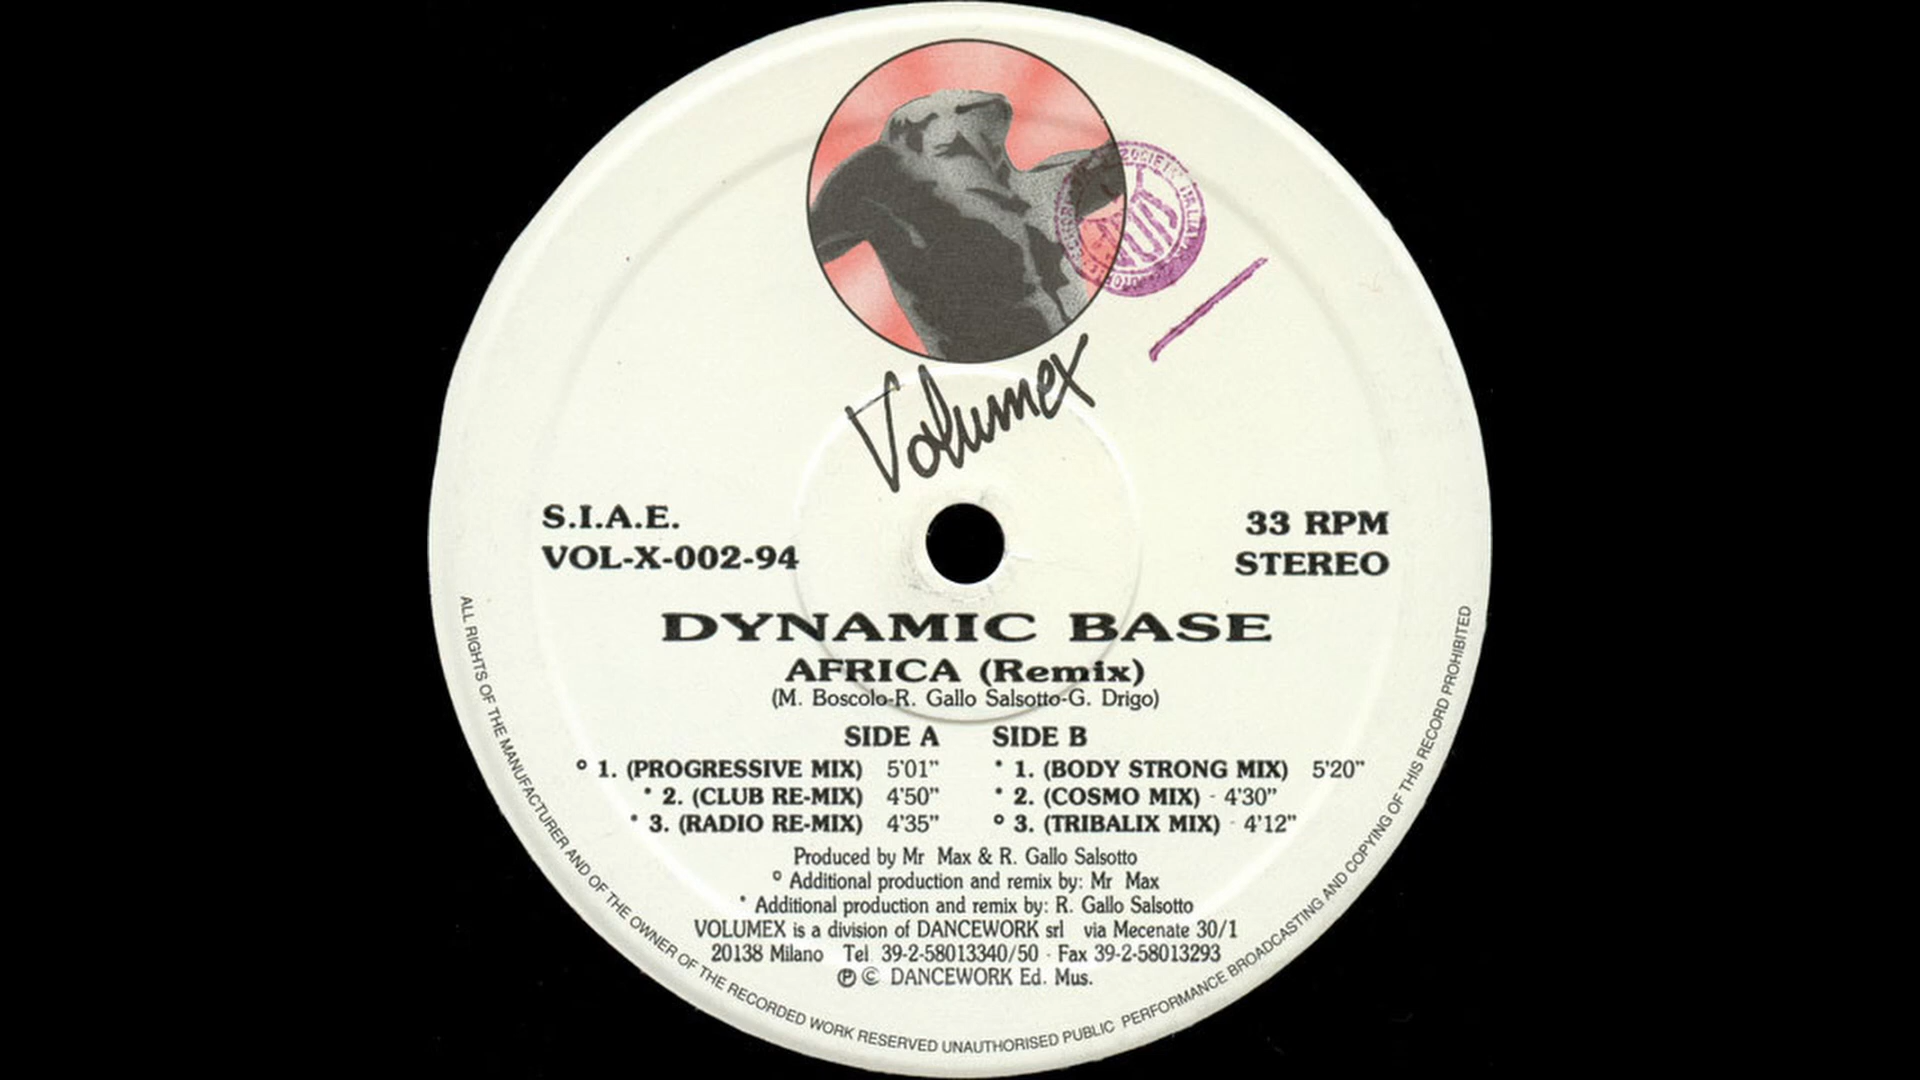 Volumex
S.I.A.E.
VOL-X-002-94
33 RPM
STEREO
DYNAMIC BASE
AFRICA (Remix)
(M. Boscolo-R. Gallo Salsotto-G. Drigo)
SIDE A
° 1. (PROGRESSIVE MIX) 5'01"
* 2. (CLUB RE-MIX) 4'50"
* 3. (RADIO RE-MIX) 4'35"
SIDE B
* 1. (BODY STRONG MIX) 5'20"
* 2. (COSMO MIX) - 4'30"
° 3. (TRIBALIX MIX) - 4'12"
Produced by Mr Max & R. Gallo Salsotto
° Additional production and remix by: Mr Max
* Additional production and remix by: R. Gallo Salsotto
VOLUMEX is a division of DANCEWORK srl via Mecenate 30/1
20138 Milano Tel. 39-2-58013340/50 - Fax 39-2-58013293
℗ © DANCEWORK Ed. Mus.
ALL RIGHTS OF THE MANUFACTURER AND OF THE OWNER OF THE RECORDED WORK RESERVED UNAUTHORISED PUBLIC PERFORMANCE BROADCASTING AND COPYING OF THIS RECORD PROHIBITED